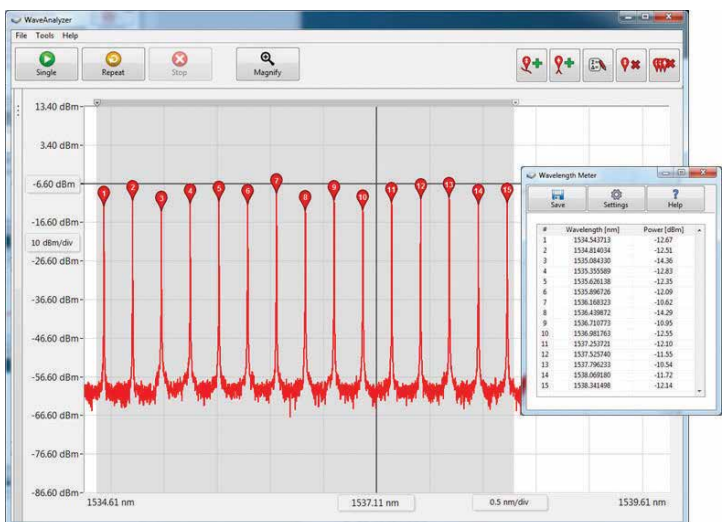 WaveAnalyzer
File Tools Help
Single Repeat Stop Magnify
13.40 dBm
3.40 dBm
-6.60 dBm
-16.60 dBm
10 dBm/div
-26.60 dBm
-36.60 dBm
-46.60 dBm
-56.60 dBm
-66.60 dBm
-76.60 dBm
-86.60 dBm
1 2 3 4 5 6 7 8 9 10 11 12 13 14 15
1534.61 nm 1537.11 nm 0.5 nm/div 1539.61 nm
Wavelength Meter
Save Settings Help
# Wavelength [nm] Power [dBm]
1 1534.543713 -12.67
2 1534.814034 -12.51
3 1535.084330 -14.36
4 1535.355589 -12.83
5 1535.626138 -12.35
6 1535.896726 -12.09
7 1536.168323 -10.62
8 1536.439872 -14.29
9 1536.710773 -10.95
10 1536.981763 -12.55
11 1537.253721 -12.10
12 1537.525740 -11.55
13 1537.796233 -10.54
14 1538.069180 -11.72
15 1538.341498 -12.14